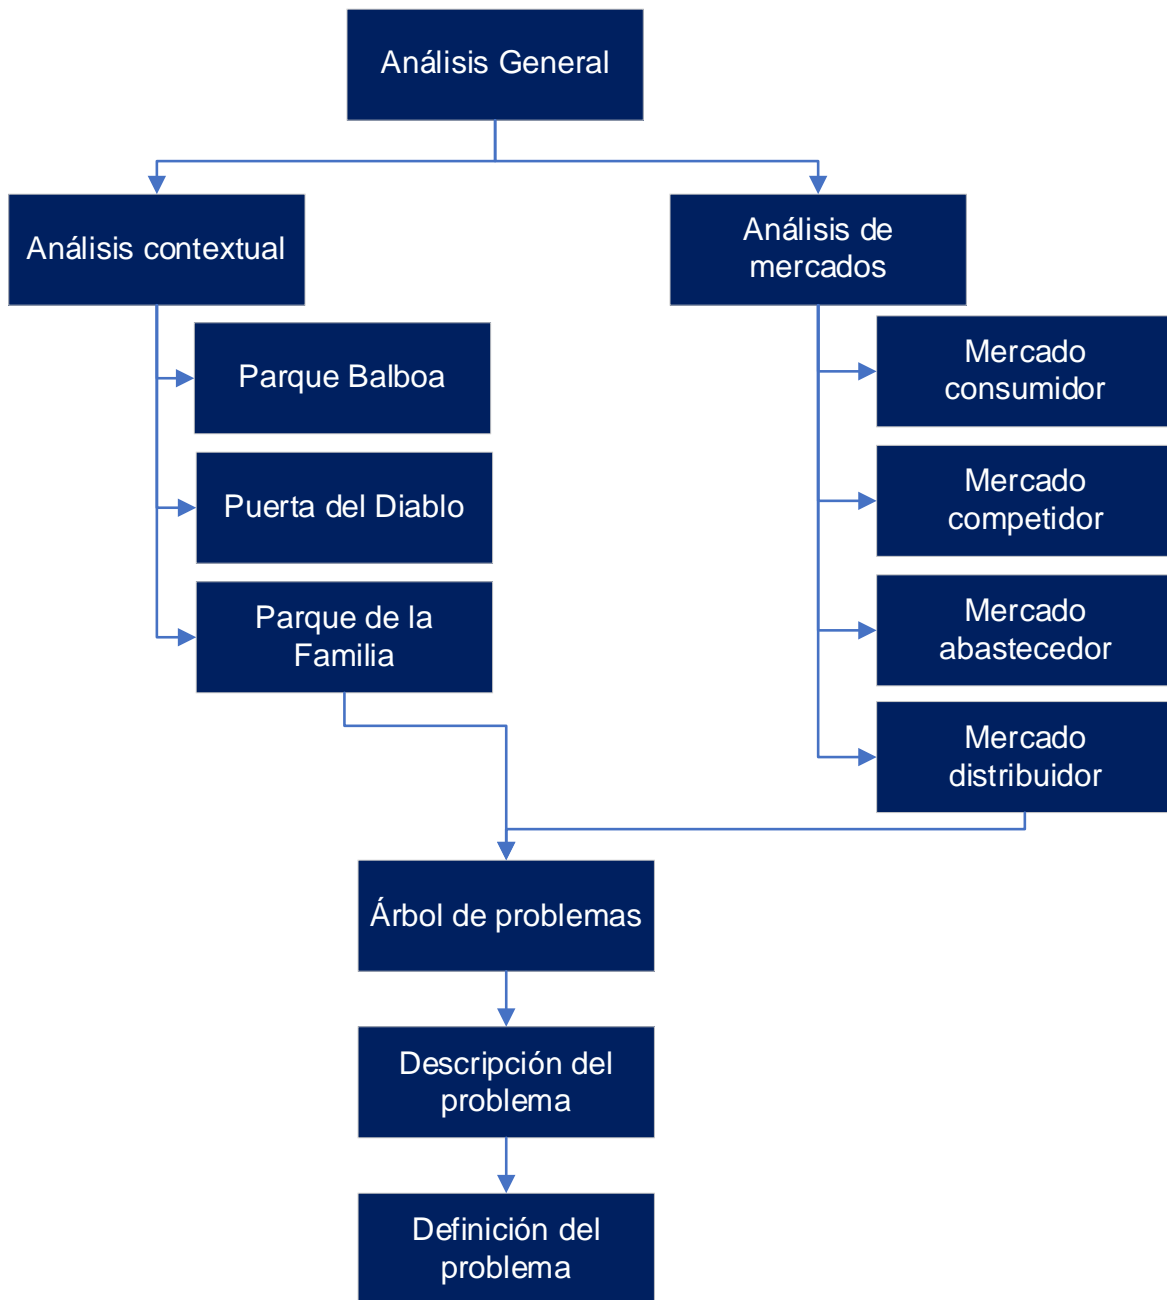 Análisis General
Análisis contextual
Análisis de
mercados
Parque Balboa
Puerta del Diablo
Parque de la
Familia
Mercado
consumidor
Mercado
competidor
Mercado
abastecedor
Mercado
distribuidor
Árbol de problemas
Descripción del
problema
Definición del
problema